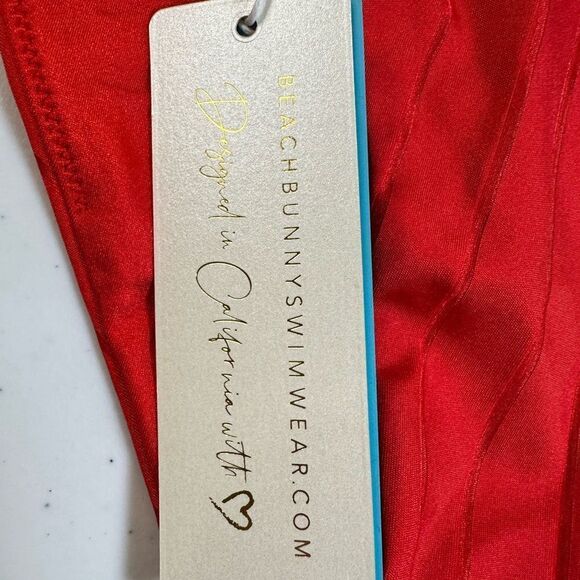 BEACHBUNNYSWIMWEAR.COM
Designed in California with ♡